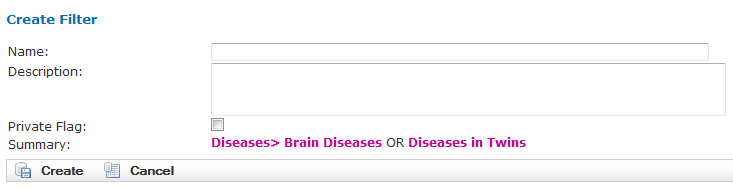 Create Filter
Name:
Description:
Private Flag:
Summary: Diseases> Brain Diseases OR Diseases in Twins
Create Cancel